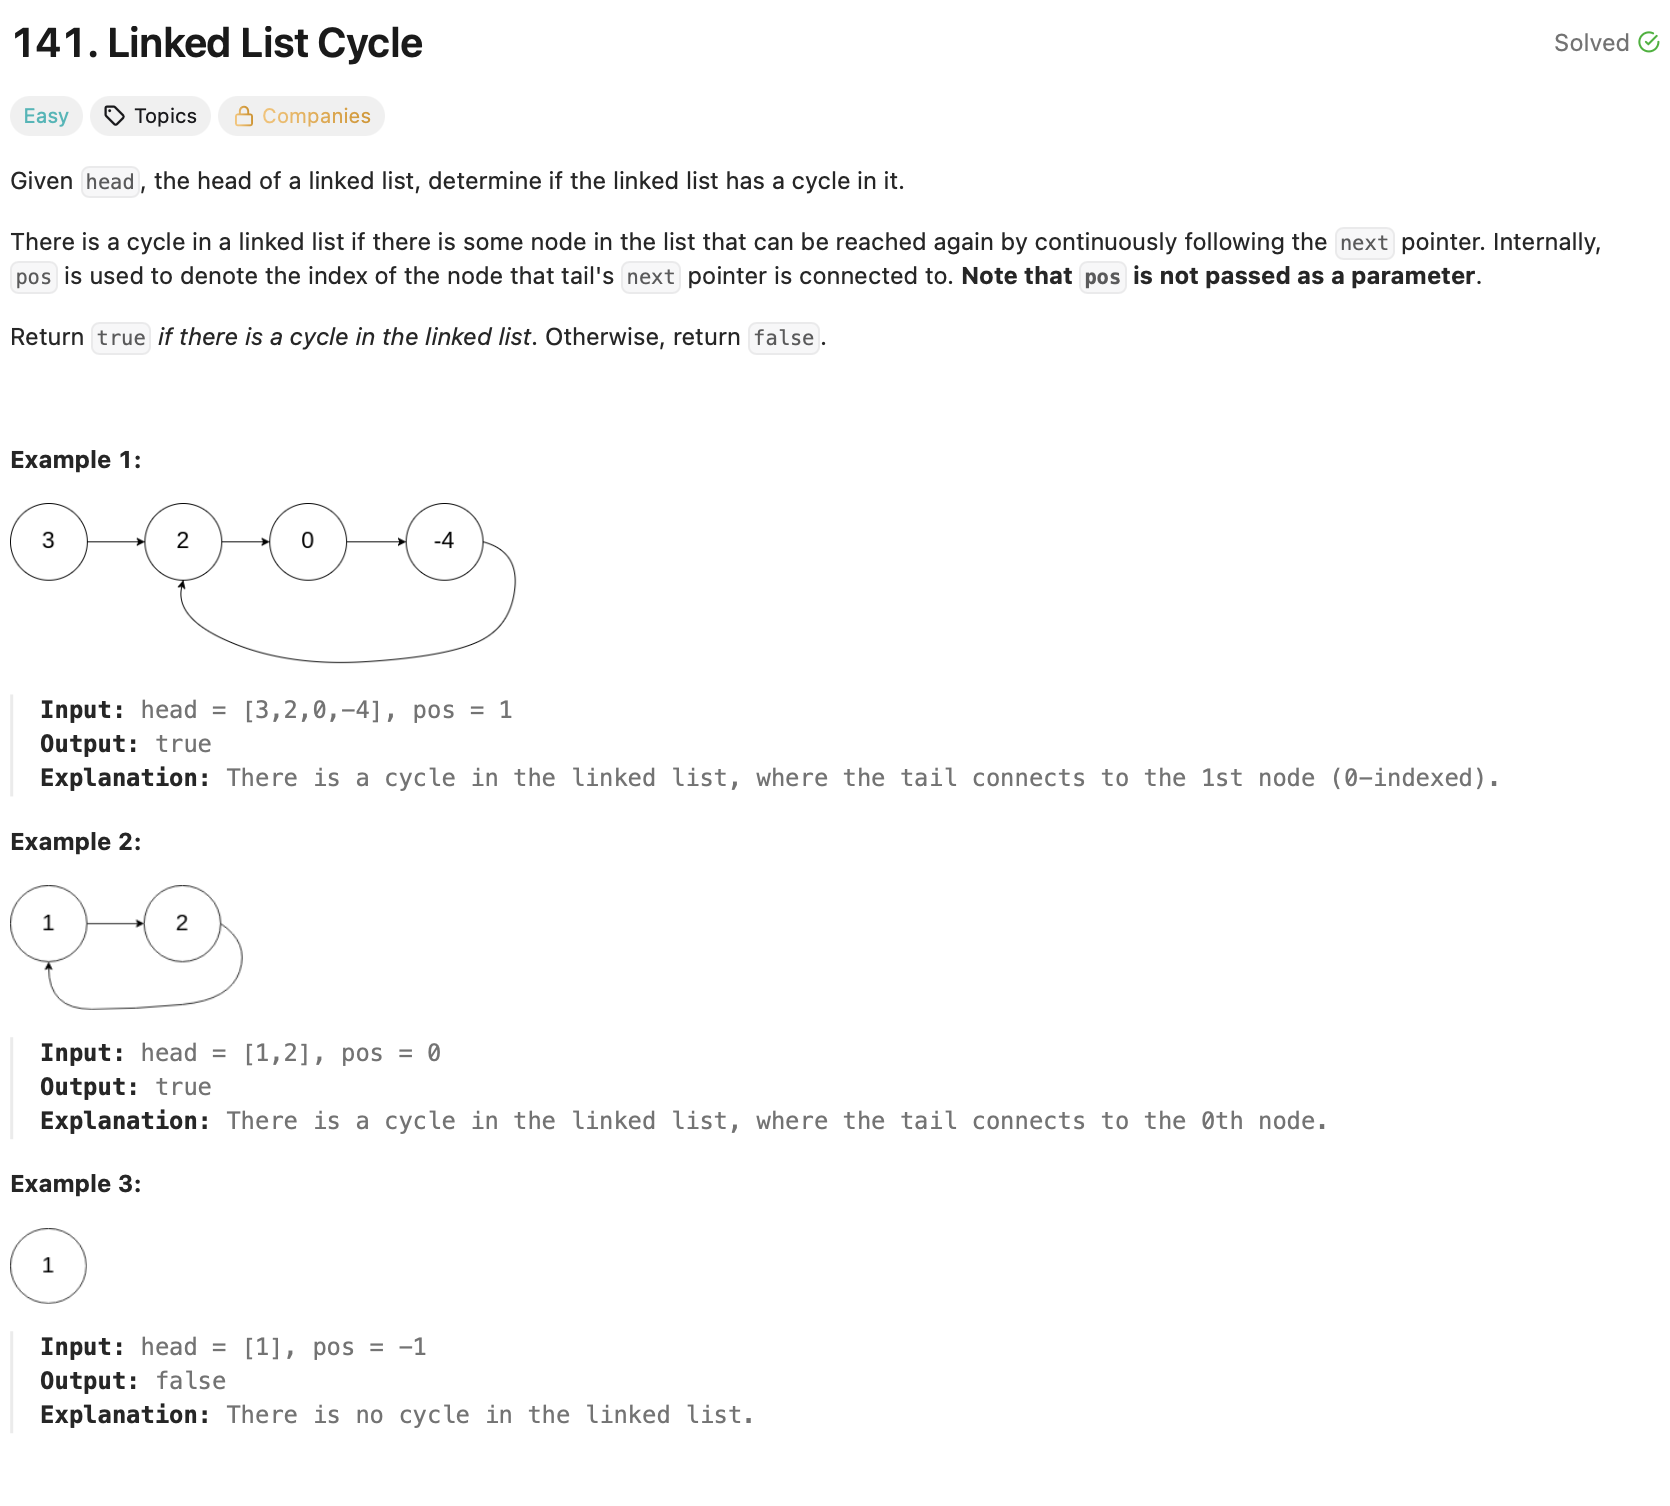 141. Linked List Cycle
Solved
Easy Topics Companies
Given head, the head of a linked list, determine if the linked list has a cycle in it.
There is a cycle in a linked list if there is some node in the list that can be reached again by continuously following the next pointer. Internally,
pos is used to denote the index of the node that tail's next pointer is connected to. Note that pos is not passed as a parameter.
Return true if there is a cycle in the linked list. Otherwise, return false.
Example 1:
3 2 0 -4
Input: head = [3,2,0,-4], pos = 1
Output: true
Explanation: There is a cycle in the linked list, where the tail connects to the 1st node (0-indexed).
Example 2:
1 2
Input: head = [1,2], pos = 0
Output: true
Explanation: There is a cycle in the linked list, where the tail connects to the 0th node.
Example 3:
1
Input: head = [1], pos = -1
Output: false
Explanation: There is no cycle in the linked list.